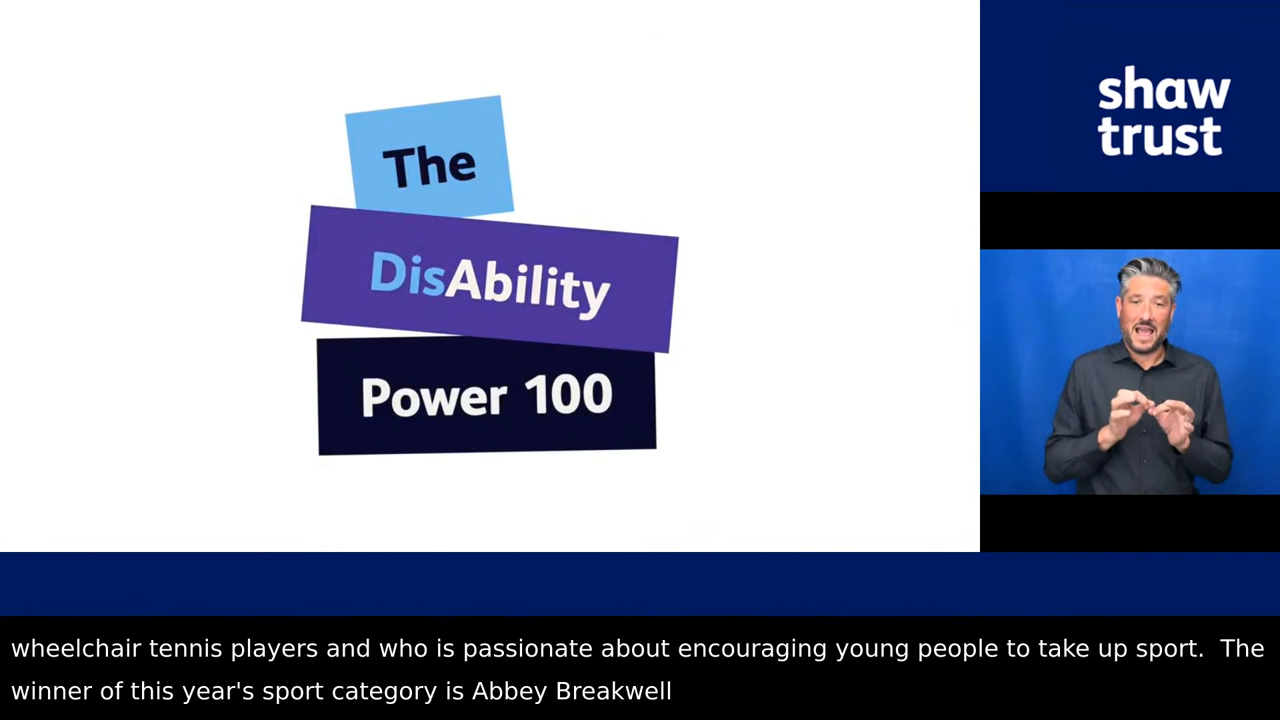 The
DisAbility
Power 100
shaw
trust
wheelchair tennis players and who is passionate about encouraging young people to take up sport.  The
winner of this year's sport category is Abbey Breakwell